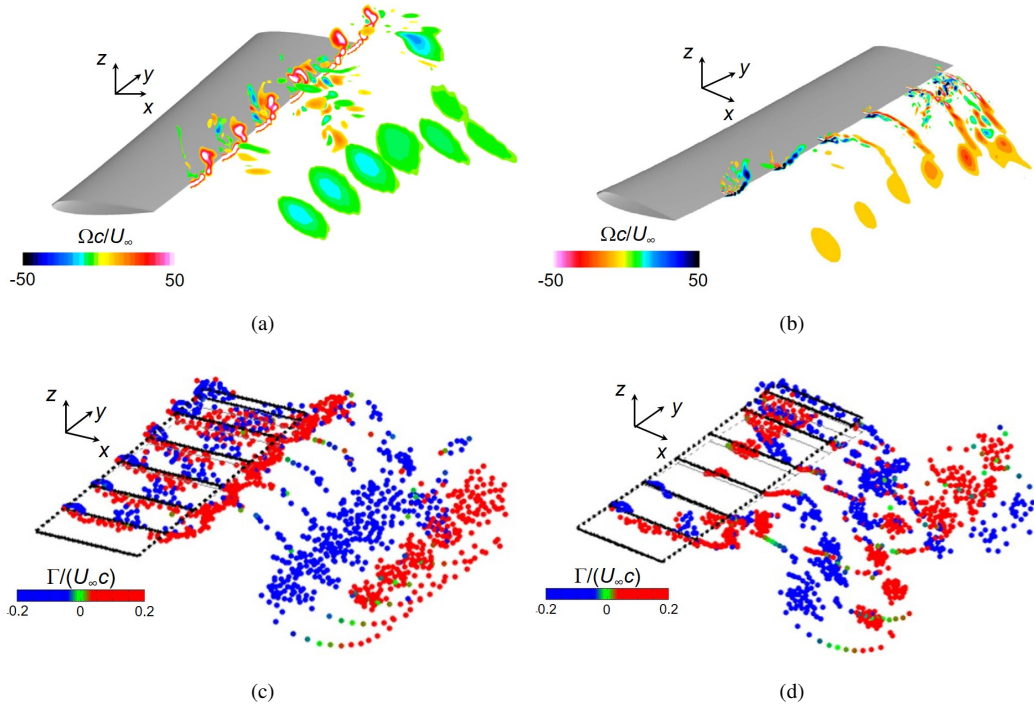 z
y
x
Ωc/U∞
-50 50
(a)
z
y
x
Ωc/U∞
-50 50
(b)
z
y
x
Γ/(U∞c)
-0.2 0 0.2
(c)
z
y
x
Γ/(U∞c)
-0.2 0 0.2
(d)